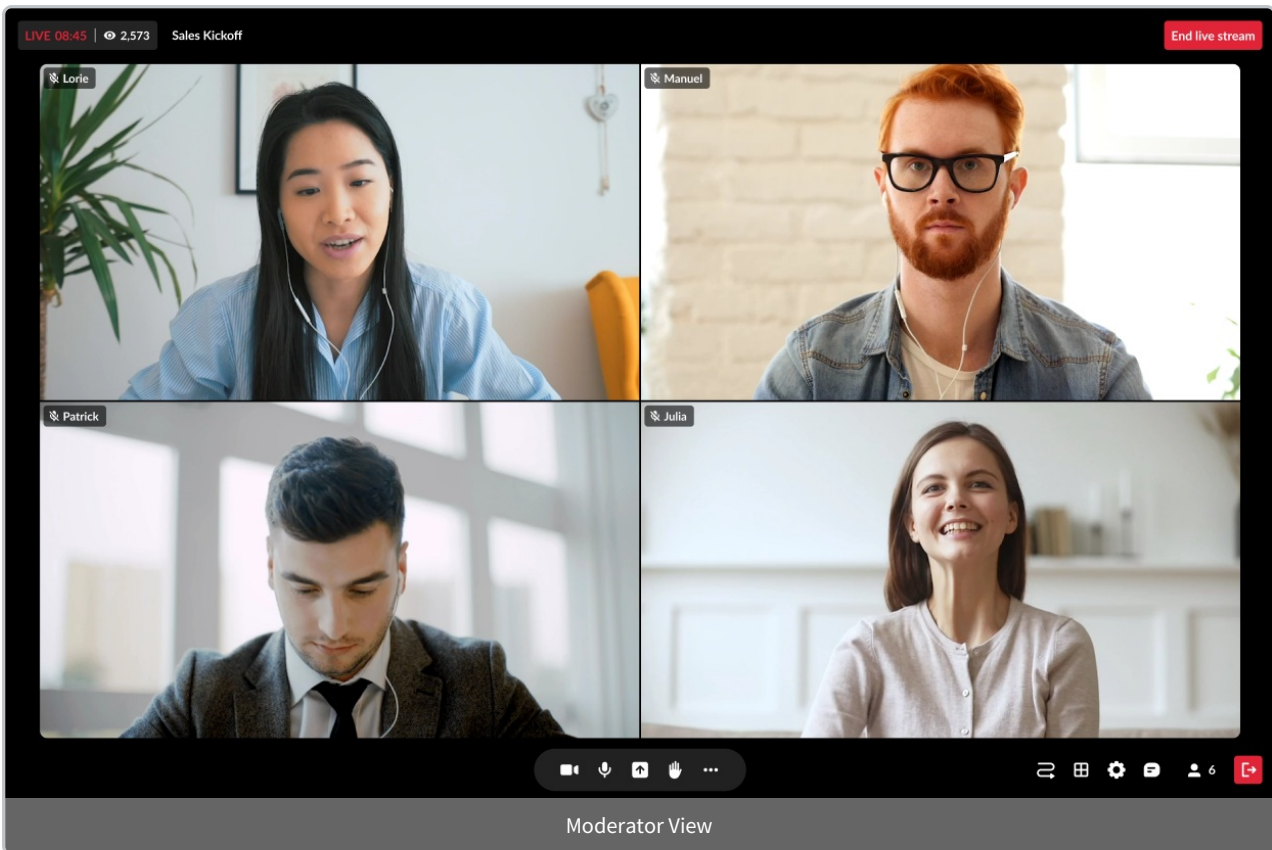 LIVE 08:45 | 2,573 Sales Kickoff End live stream
Lorie Manuel
Patrick Julia
6
Moderator View